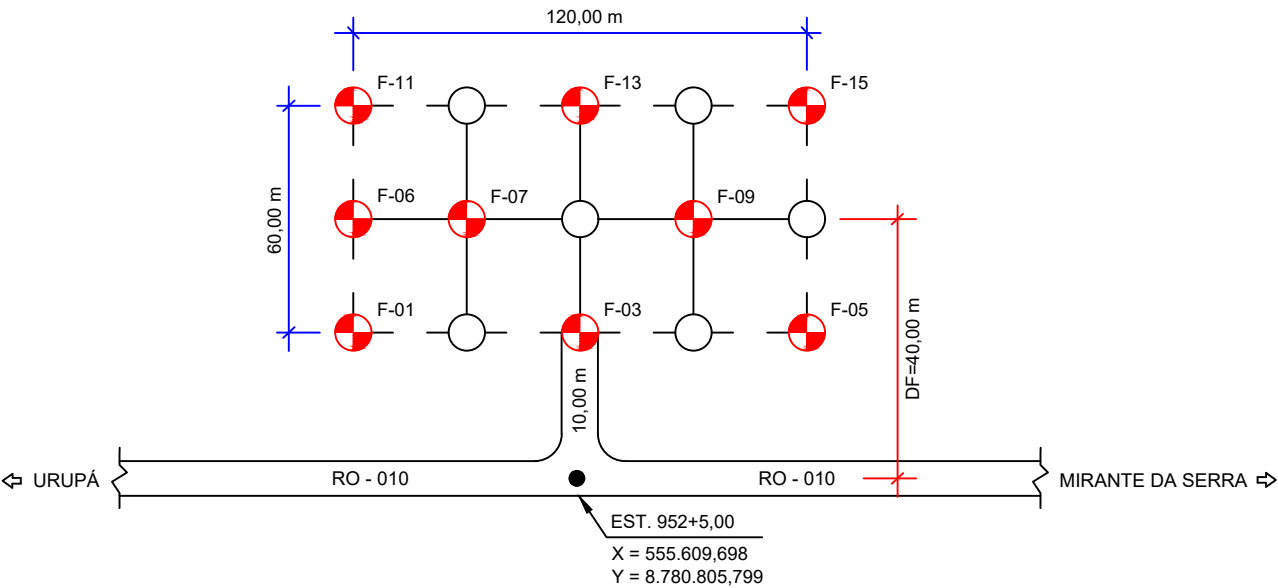 120,00 m
F-11
F-13
F-15
60,00 m
F-06
F-07
F-09
F-01
F-03
F-05
DF=40,00 m
10,00 m
URUPÁ
RO - 010
RO - 010
MIRANTE DA SERRA
EST. 952+5,00
X = 555.609,698
Y = 8.780.805,799